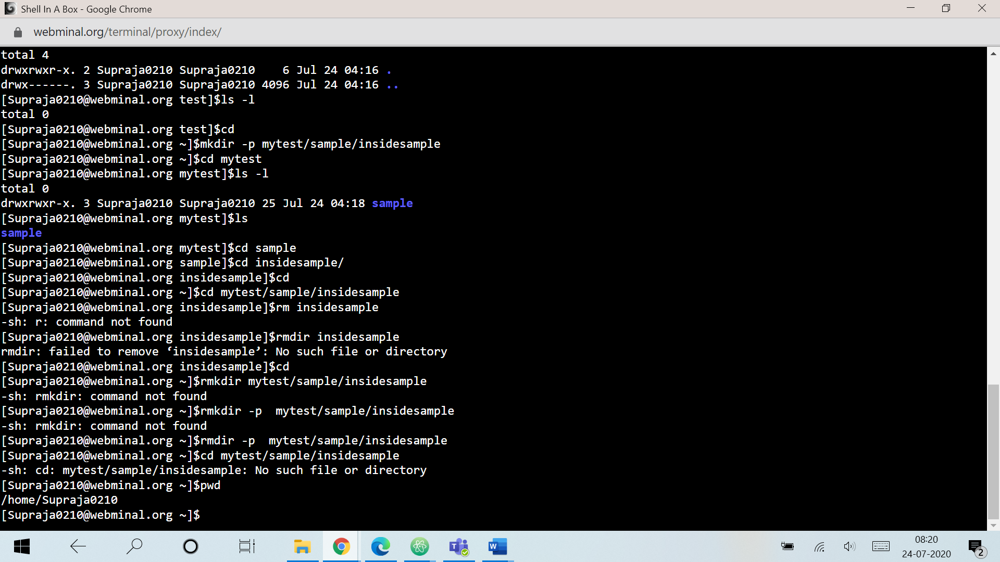 Shell In A Box - Google Chrome
webminal.org/terminal/proxy/index/
total 4
drwxrwxr-x. 2 Supraja0210 Supraja0210    6 Jul 24 04:16 .
drwx------. 3 Supraja0210 Supraja0210 4096 Jul 24 04:16 ..
[Supraja0210@webminal.org test]$ls -l
total 0
[Supraja0210@webminal.org test]$cd
[Supraja0210@webminal.org ~]$mkdir -p mytest/sample/insidesample
[Supraja0210@webminal.org ~]$cd mytest
[Supraja0210@webminal.org mytest]$ls -l
total 0
drwxrwxr-x. 3 Supraja0210 Supraja0210 25 Jul 24 04:18 sample
[Supraja0210@webminal.org mytest]$ls
sample
[Supraja0210@webminal.org mytest]$cd sample
[Supraja0210@webminal.org sample]$cd insidesample/
[Supraja0210@webminal.org insidesample]$cd
[Supraja0210@webminal.org ~]$cd mytest/sample/insidesample
[Supraja0210@webminal.org insidesample]$rm insidesample
-sh: r: command not found
[Supraja0210@webminal.org insidesample]$rmdir insidesample
rmdir: failed to remove ‘insidesample’: No such file or directory
[Supraja0210@webminal.org insidesample]$cd
[Supraja0210@webminal.org ~]$rmkdir mytest/sample/insidesample
-sh: rmkdir: command not found
[Supraja0210@webminal.org ~]$rmkdir -p  mytest/sample/insidesample
-sh: rmkdir: command not found
[Supraja0210@webminal.org ~]$rmdir -p  mytest/sample/insidesample
[Supraja0210@webminal.org ~]$cd mytest/sample/insidesample
-sh: cd: mytest/sample/insidesample: No such file or directory
[Supraja0210@webminal.org ~]$pwd
/home/Supraja0210
[Supraja0210@webminal.org ~]$
08:20
24-07-2020
2